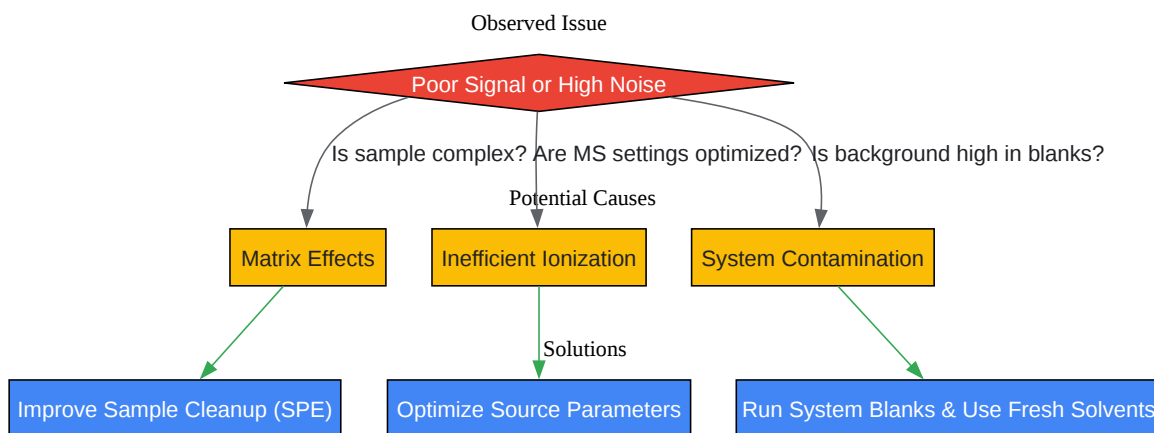 Observed Issue
Poor Signal or High Noise
Is sample complex? Are MS settings optimized? Is background high in blanks?
Potential Causes
Matrix Effects
Inefficient Ionization
System Contamination
Solutions
Improve Sample Cleanup (SPE)
Optimize Source Parameters
Run System Blanks & Use Fresh Solvents